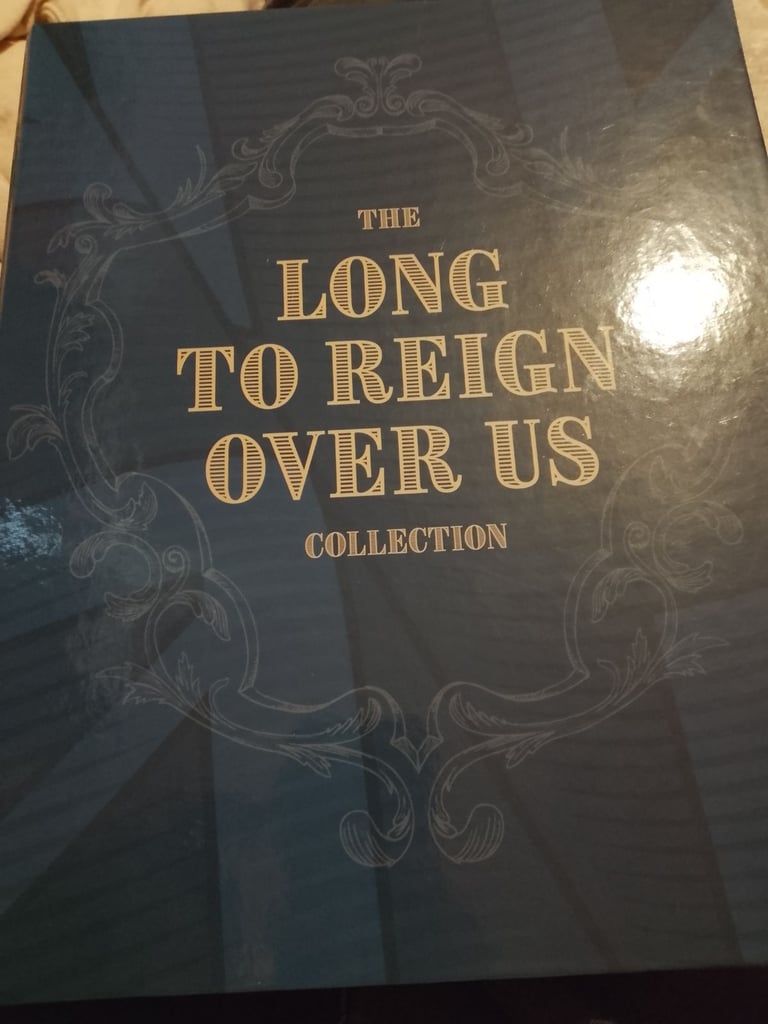 THE
LONG
TO REIGN
OVER US
COLLECTION